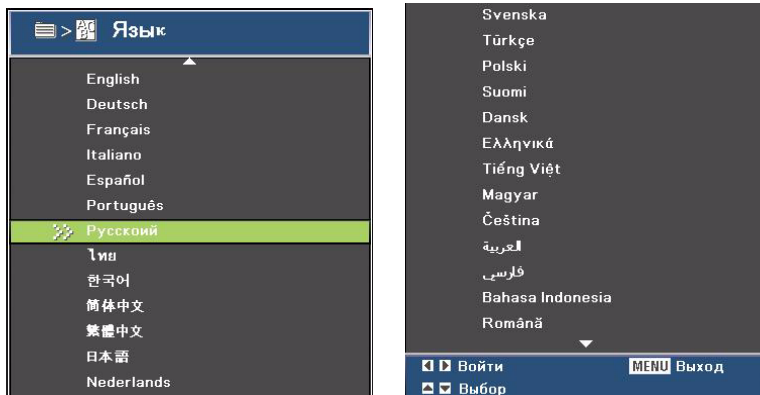 > Язык
English
Deutsch
Français
Italiano
Español
Português
Русскоий
ไทย
한국어
简体中文
繁體中文
日本語
Nederlands
Svenska
Türkçe
Polski
Suomi
Dansk
Ελληνικά
Tiếng Việt
Magyar
Čeština
العربية
فارسي
Bahasa Indonesia
Română
Войти MENU Выход
Выбор